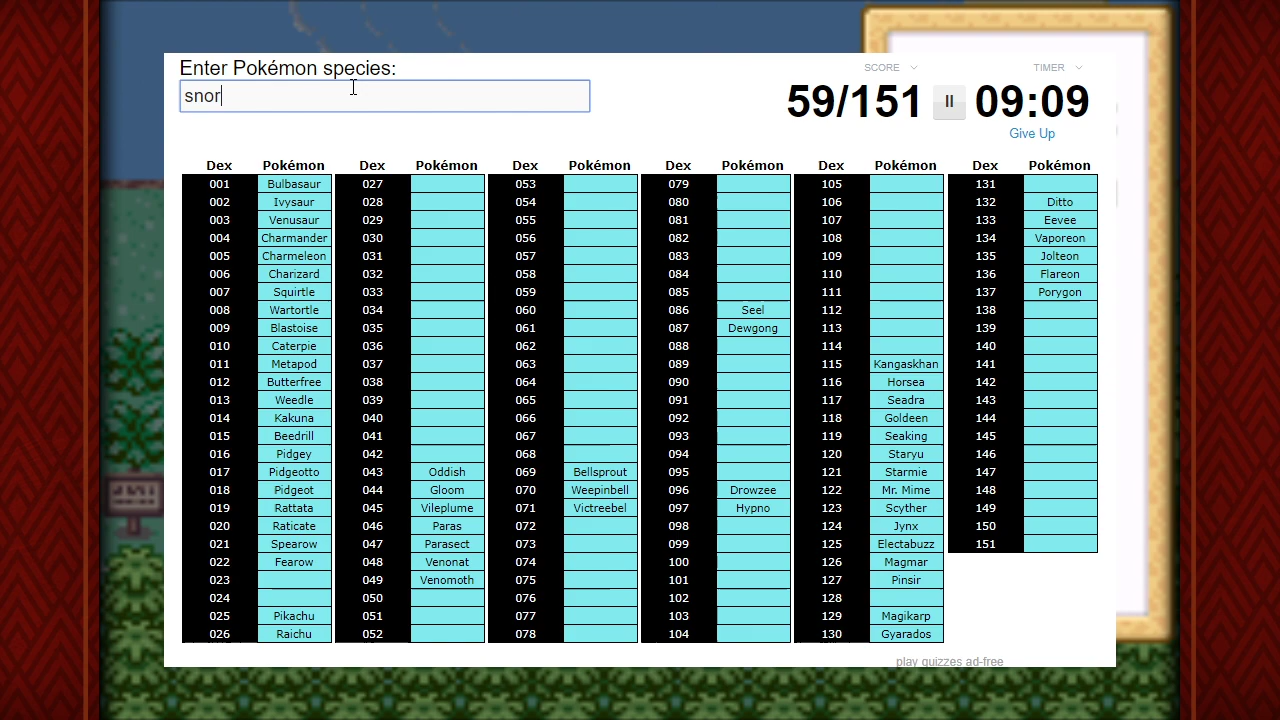 Enter Pokémon species:
snor
SCORE
TIMER
59/151
09:09
Give Up
Dex Pokémon Dex Pokémon Dex Pokémon Dex Pokémon Dex Pokémon Dex Pokémon
001 Bulbasaur 027 053 079 105 131
002 Ivysaur 028 054 080 106 132 Ditto
003 Venusaur 029 055 081 107 133 Eevee
004 Charmander 030 056 082 108 134 Vaporeon
005 Charmeleon 031 057 083 109 135 Jolteon
006 Charizard 032 058 084 110 136 Flareon
007 Squirtle 033 059 085 111 137 Porygon
008 Wartortle 034 060 086 Seel 112 138
009 Blastoise 035 061 087 Dewgong 113 139
010 Caterpie 036 062 088 114 140
011 Metapod 037 063 089 115 Kangaskhan 141
012 Butterfree 038 064 090 116 Horsea 142
013 Weedle 039 065 091 117 Seadra 143
014 Kakuna 040 066 092 118 Goldeen 144
015 Beedrill 041 067 093 119 Seaking 145
016 Pidgey 042 068 094 120 Staryu 146
017 Pidgeotto 043 Oddish 069 Bellsprout 095 121 Starmie 147
018 Pidgeot 044 Gloom 070 Weepinbell 096 Drowzee 122 Mr. Mime 148
019 Rattata 045 Vileplume 071 Victreebel 097 Hypno 123 Scyther 149
020 Raticate 046 Paras 072 098 124 Jynx 150
021 Spearow 047 Parasect 073 099 125 Electabuzz 151
022 Fearow 048 Venonat 074 100 126 Magmar
023 049 Venomoth 075 101 127 Pinsir
024 050 076 102 128
025 Pikachu 051 077 103 129 Magikarp
026 Raichu 052 078 104 130 Gyarados
play quizzes ad-free